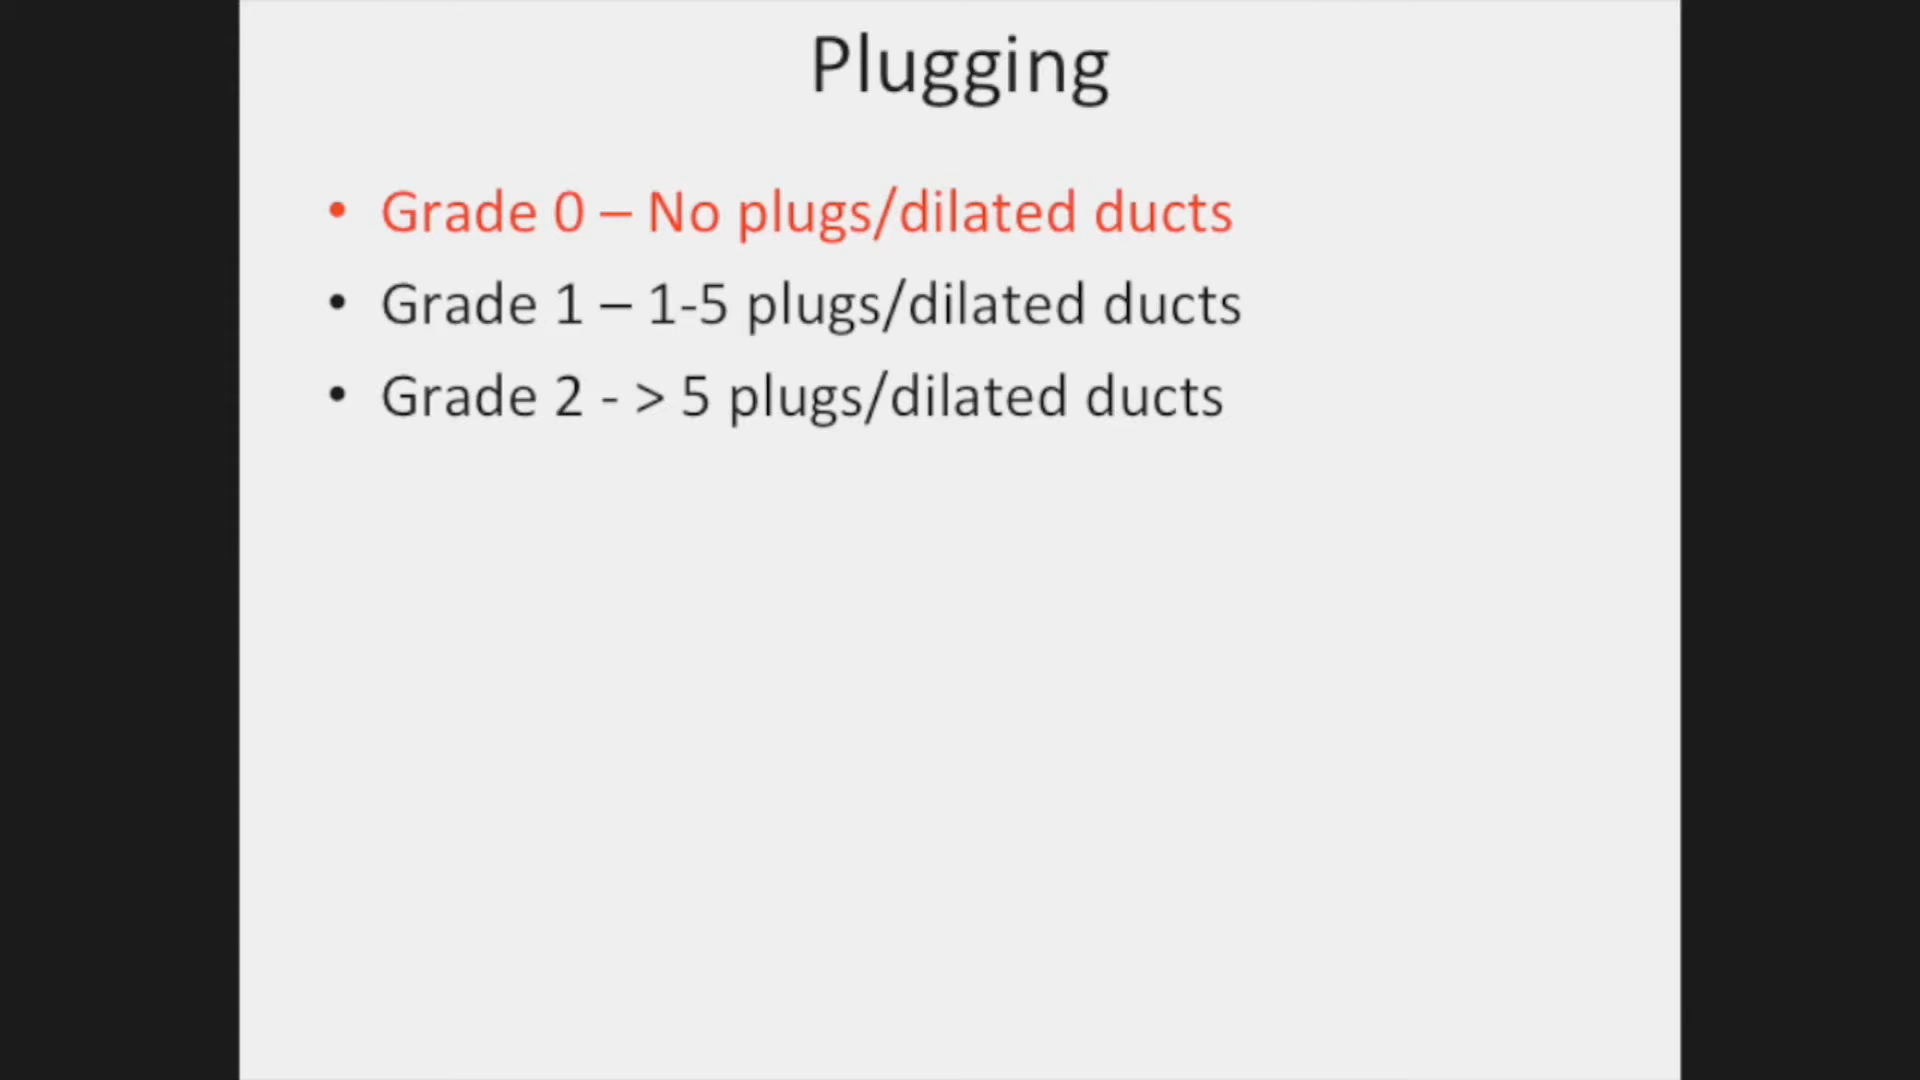 Plugging
• Grade 0 – No plugs/dilated ducts
• Grade 1 – 1-5 plugs/dilated ducts
• Grade 2 - > 5 plugs/dilated ducts